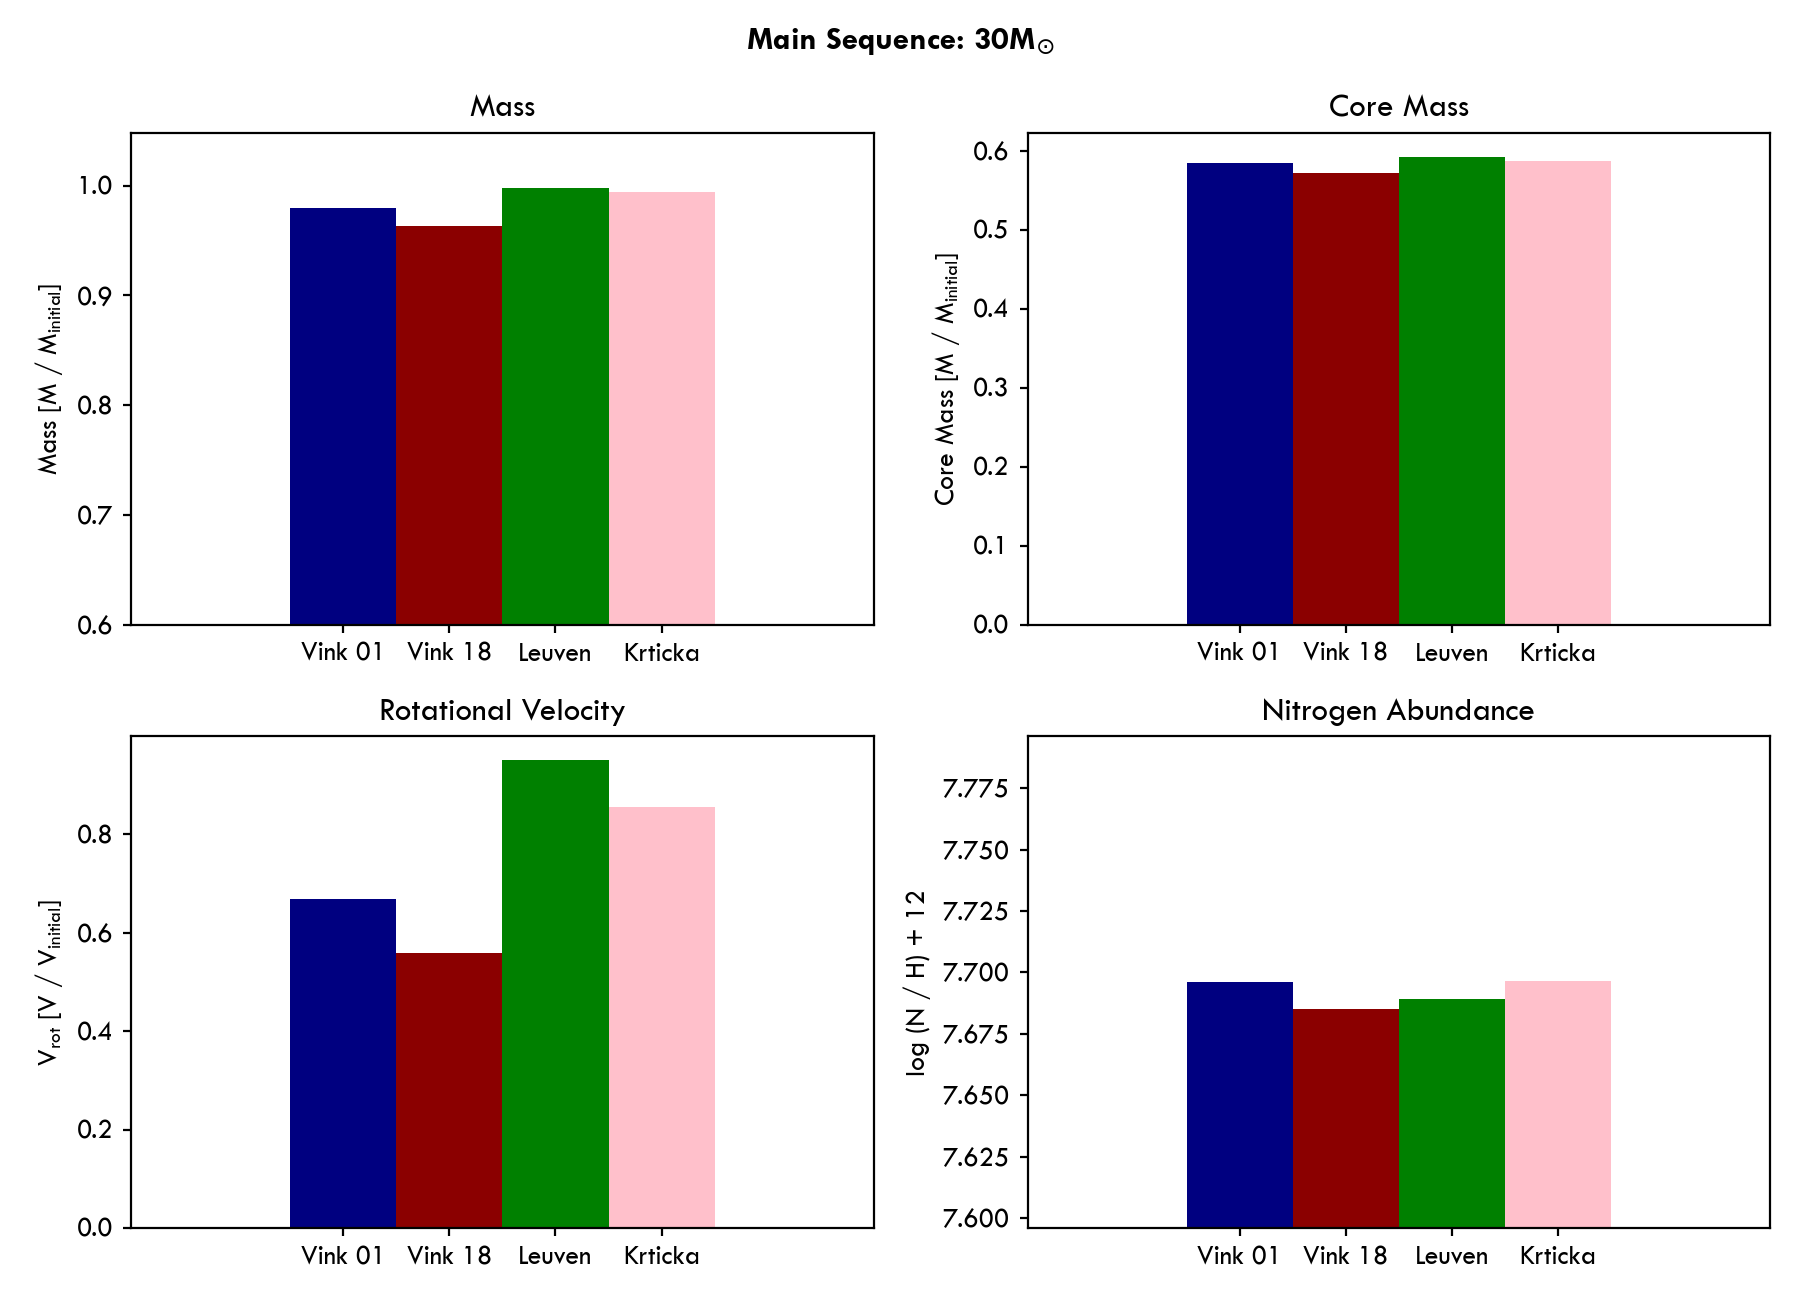 Main Sequence: 30M☉
Mass
Mass [M / Minitial]
1.0
0.9
0.8
0.7
0.6
Vink 01 Vink 18 Leuven Krticka
Core Mass
Core Mass [M / Minitial]
0.6
0.5
0.4
0.3
0.2
0.1
0.0
Vink 01 Vink 18 Leuven Krticka
Rotational Velocity
Vrot [V / Vinitial]
0.8
0.6
0.4
0.2
0.0
Vink 01 Vink 18 Leuven Krticka
Nitrogen Abundance
log (N / H) + 12
7.775
7.750
7.725
7.700
7.675
7.650
7.625
7.600
Vink 01 Vink 18 Leuven Krticka